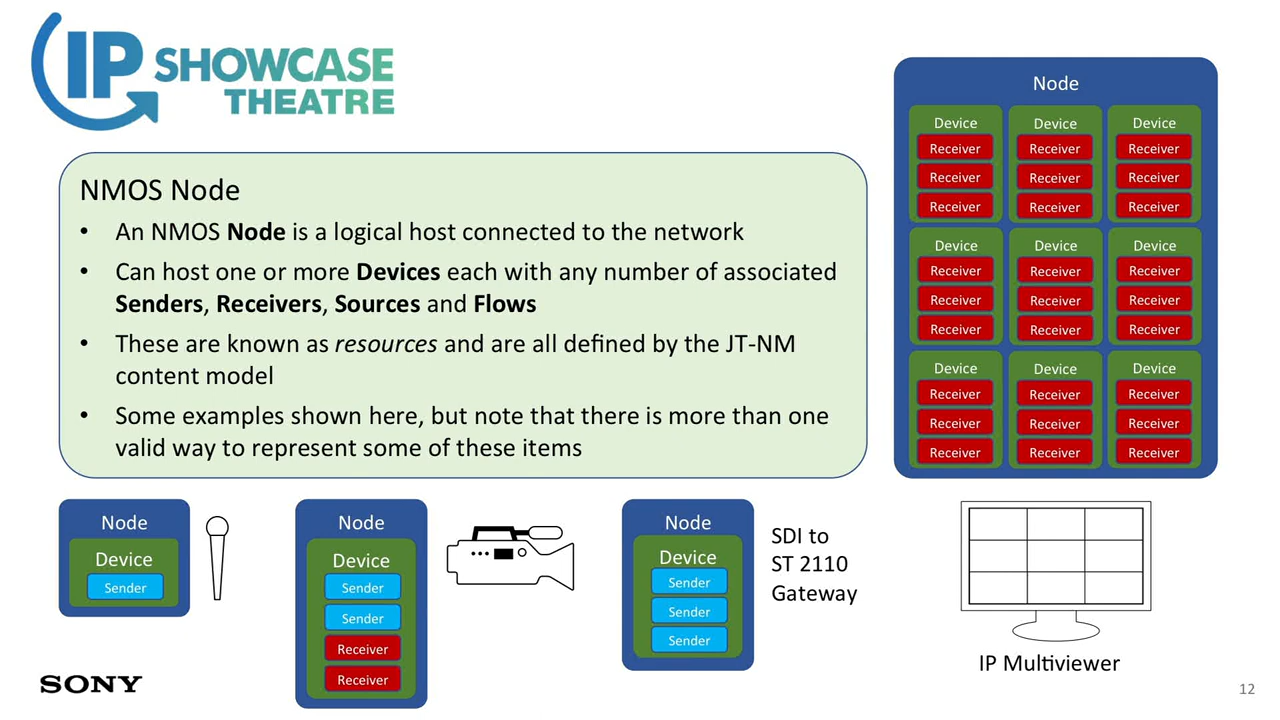 IP SHOWCASE
THEATRE
NMOS Node
• An NMOS Node is a logical host connected to the network
• Can host one or more Devices each with any number of associated
Senders, Receivers, Sources and Flows
• These are known as resources and are all defined by the JT-NM
content model
• Some examples shown here, but note that there is more than one
valid way to represent some of these items
Node
Device Device Device
Receiver Receiver Receiver
Receiver Receiver Receiver
Receiver Receiver Receiver
Device Device Device
Receiver Receiver Receiver
Receiver Receiver Receiver
Receiver Receiver Receiver
Device Device Device
Receiver Receiver Receiver
Receiver Receiver Receiver
Receiver Receiver Receiver
Node
Device
Sender
Node
Device
Sender
Sender
Receiver
Receiver
Node
Device
Sender
Sender
Sender
SDI to
ST 2110
Gateway
IP Multiviewer
SONY
12